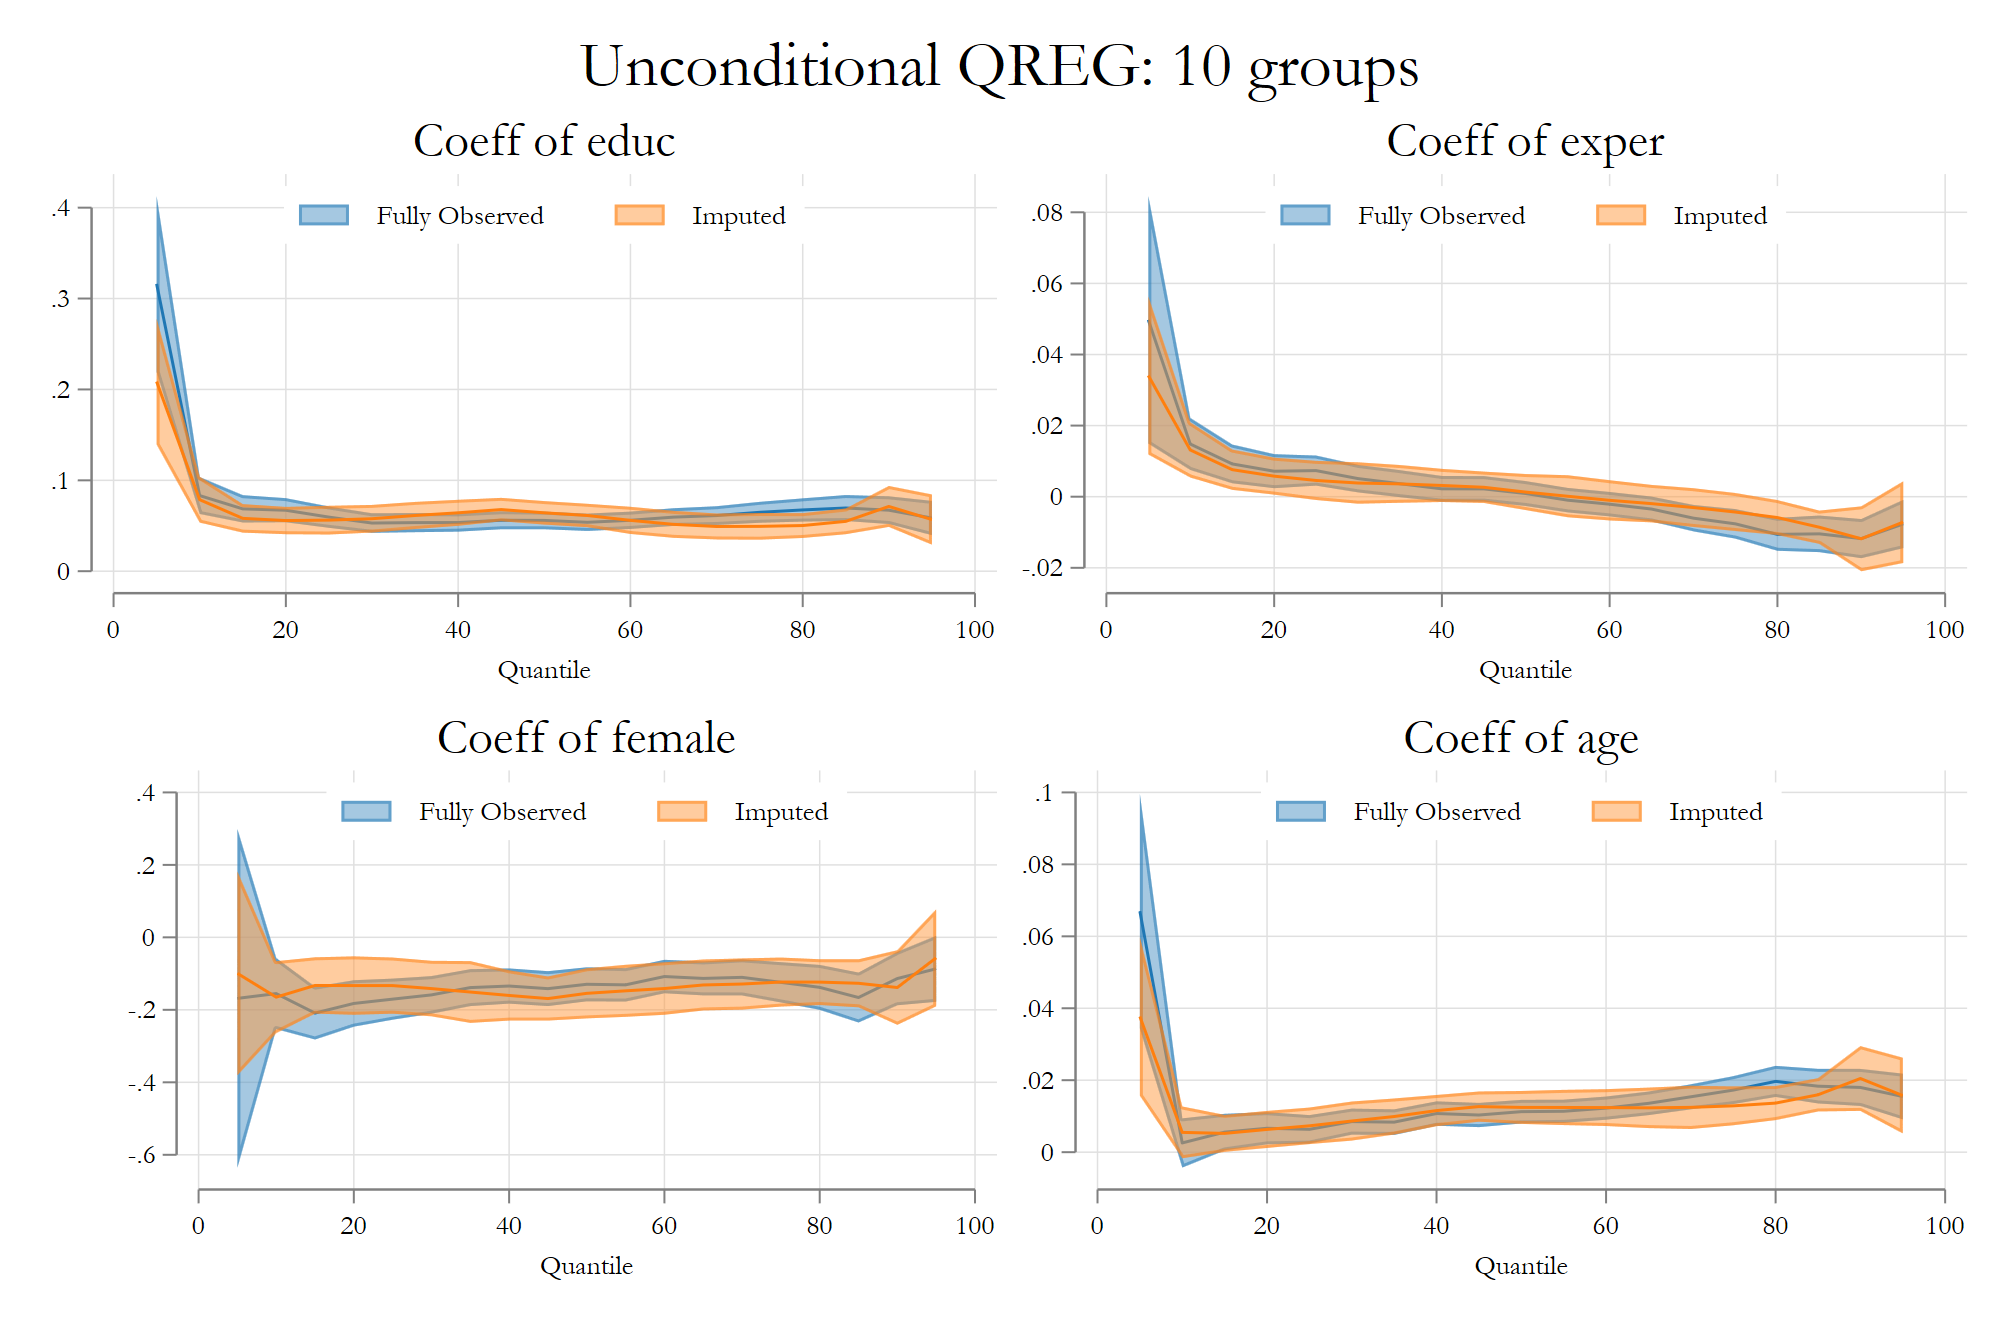 Unconditional QREG: 10 groups
Coeff of educ
Fully Observed Imputed
.4
.3
.2
.1
0
0 20 40 60 80 100
Quantile
Coeff of exper
Fully Observed Imputed
.08
.06
.04
.02
0
-.02
0 20 40 60 80 100
Quantile
Coeff of female
Fully Observed Imputed
.4
.2
0
-.2
-.4
-.6
0 20 40 60 80 100
Quantile
Coeff of age
Fully Observed Imputed
.1
.08
.06
.04
.02
0
0 20 40 60 80 100
Quantile